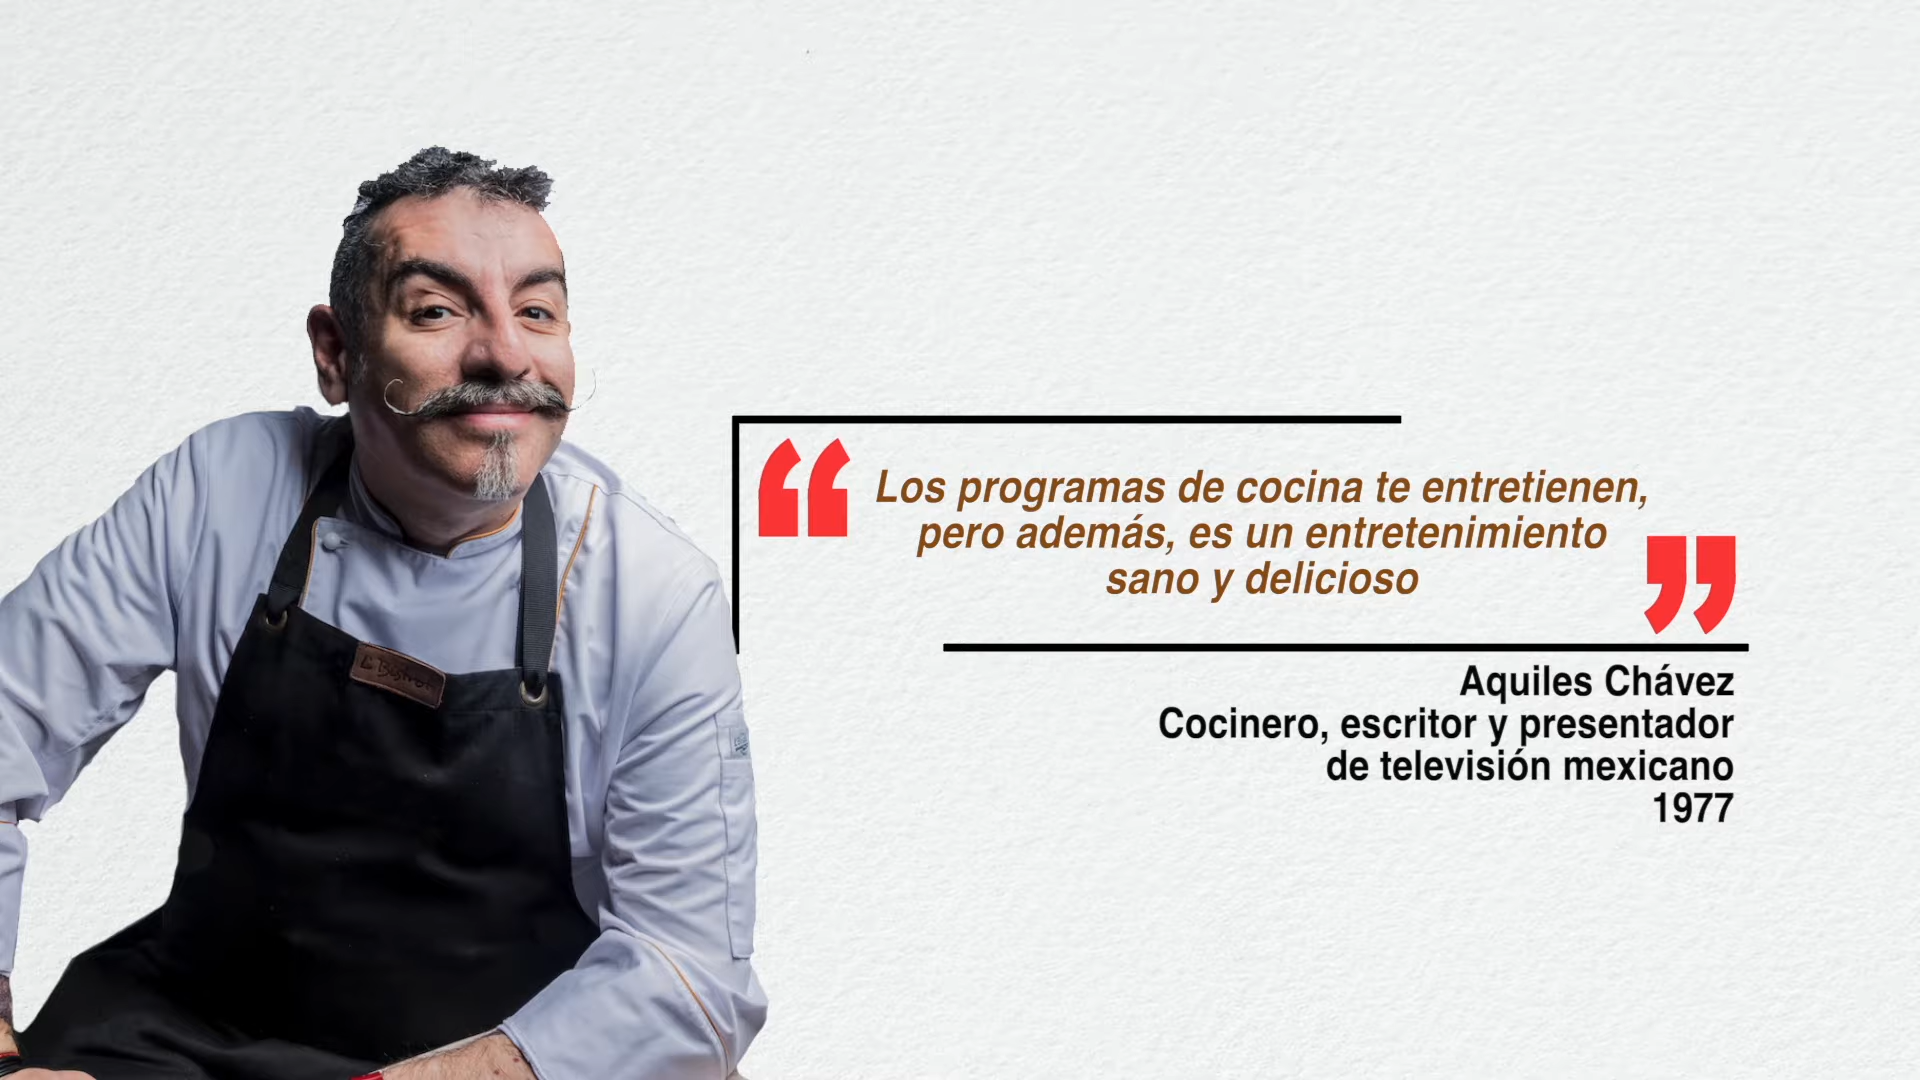 “Los programas de cocina te entretienen,
pero además, es un entretenimiento
sano y delicioso”
Aquiles Chávez
Cocinero, escritor y presentador
de televisión mexicano
1977